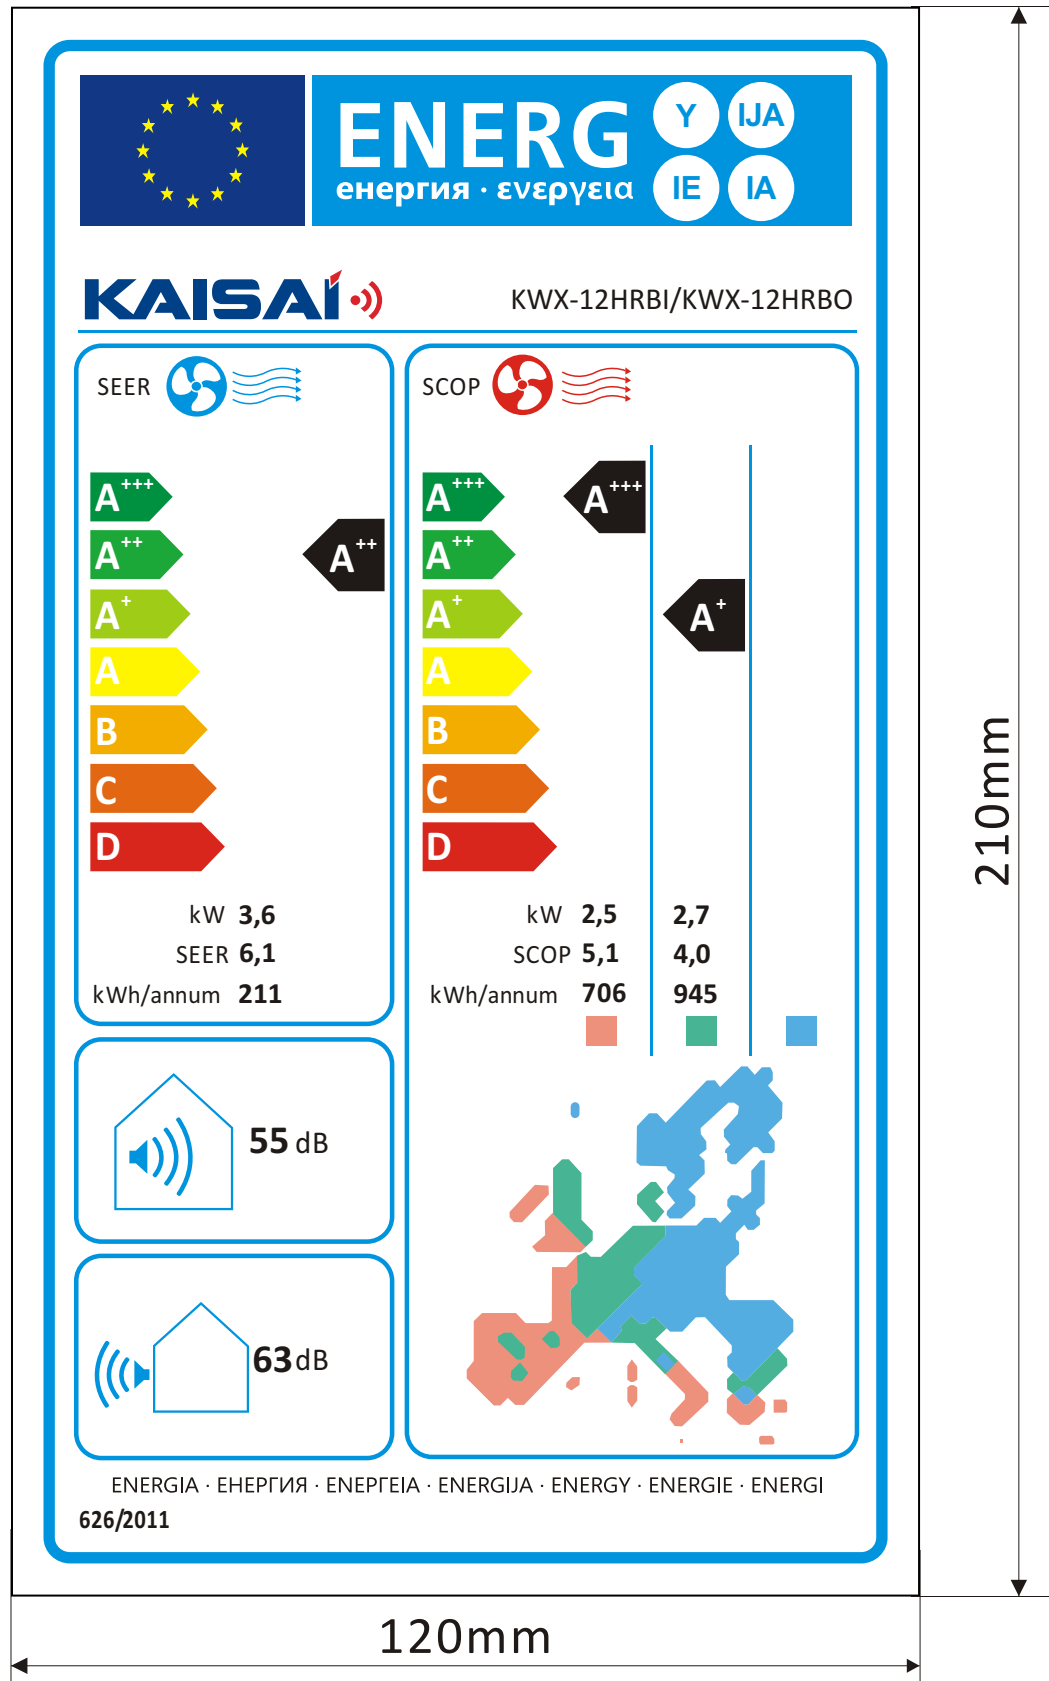 ENERG Y IJA
енергия · ενεργεια IE IA
KAISAI KWX-12HRBI/KWX-12HRBO
SEER
A+++
A++
A+
A
B
C
D
A++
kW 3,6
SEER 6,1
kWh/annum 211
SCOP
A+++
A++
A+
A
B
C
D
A+++
A+
kW 2,5 2,7
SCOP 5,1 4,0
kWh/annum 706 945
55 dB
63 dB
ENERGIA · ЕНЕРГИЯ · ΕΝΕΡΓΕΙΑ · ENERGIJA · ENERGY · ENERGIE · ENERGI
626/2011
210mm
120mm